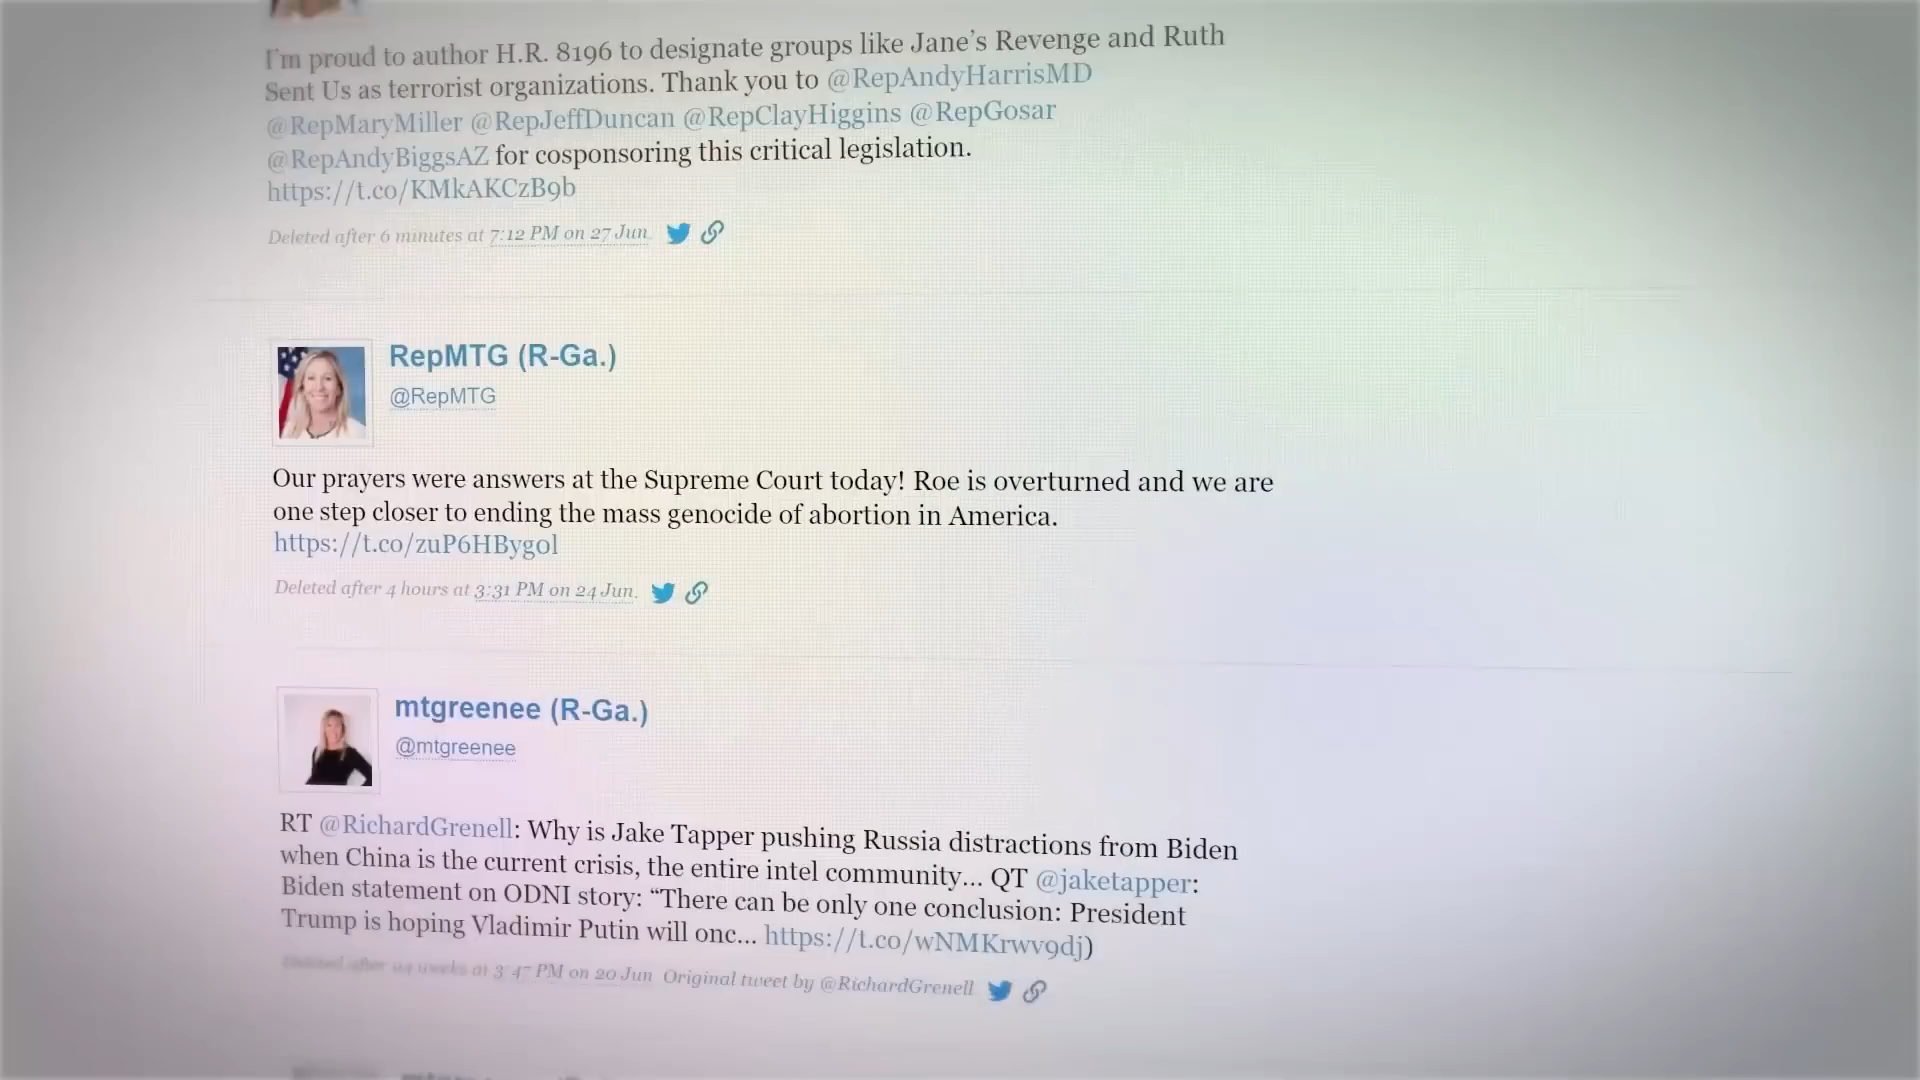 I'm proud to author H.R. 8196 to designate groups like Jane's Revenge and Ruth
Sent Us as terrorist organizations. Thank you to @RepAndyHarrisMD
@RepMaryMiller @RepJeffDuncan @RepClayHiggins @RepGosar
@RepAndyBiggsAZ for cosponsoring this critical legislation.
https://t.co/KMkAKCzB9b
Deleted after 6 minutes at 7:12 PM on 27 Jun.
RepMTG (R-Ga.)
@RepMTG
Our prayers were answers at the Supreme Court today! Roe is overturned and we are
one step closer to ending the mass genocide of abortion in America.
https://t.co/zuP6HBygol
Deleted after 4 hours at 3:31 PM on 24 Jun.
mtgreenee (R-Ga.)
@mtgreenee
RT @RichardGrenell: Why is Jake Tapper pushing Russia distractions from Biden
when China is the current crisis, the entire intel community... QT @jaketapper:
Biden statement on ODNI story: “There can be only one conclusion: President
Trump is hoping Vladimir Putin will onc... https://t.co/wNMKrwv9dj)
Deleted after weeks at 3:47 PM on 20 Jun Original tweet by @RichardGrenell